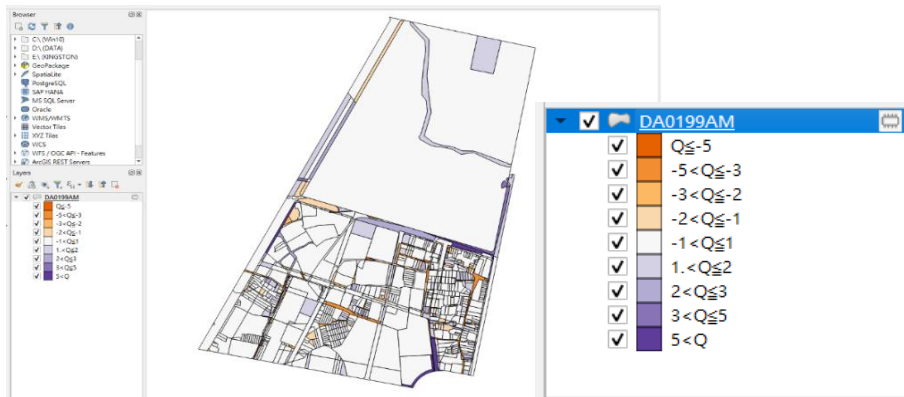 Browser
C:\ (Win10)
D:\ (DATA)
E:\ (KINGSTON)
GeoPackage
SpatiaLite
PostgreSQL
SAP HANA
MS SQL Server
Oracle
WMS/WMTS
Vector Tiles
XYZ Tiles
WCS
WFS / OGC API - Features
ArcGIS REST Servers
Layers
DA0199AM
Q≦-5
-5<Q≦-3
-3<Q≦-2
-2<Q≦-1
-1<Q≦1
1.<Q≦2
2<Q≦3
3<Q≦5
5<Q
DA0199AM
Q≦-5
-5<Q≦-3
-3<Q≦-2
-2<Q≦-1
-1<Q≦1
1.<Q≦2
2<Q≦3
3<Q≦5
5<Q